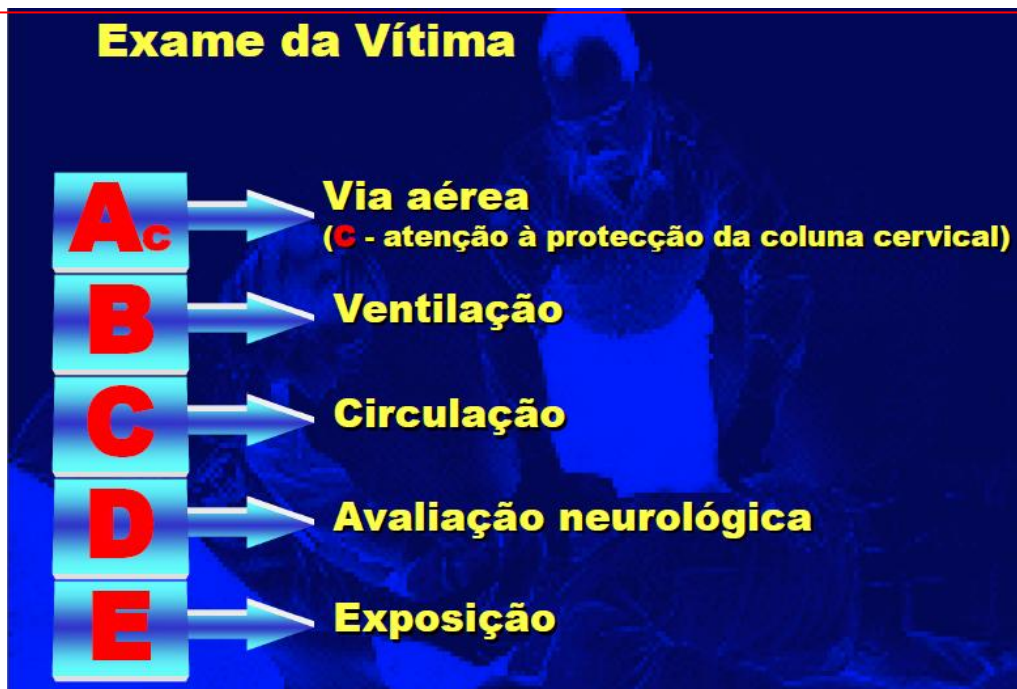 Exame da Vítima
Ac
Via aérea
(C - atenção à protecção da coluna cervical)
B
Ventilação
C
Circulação
D
Avaliação neurológica
E
Exposição